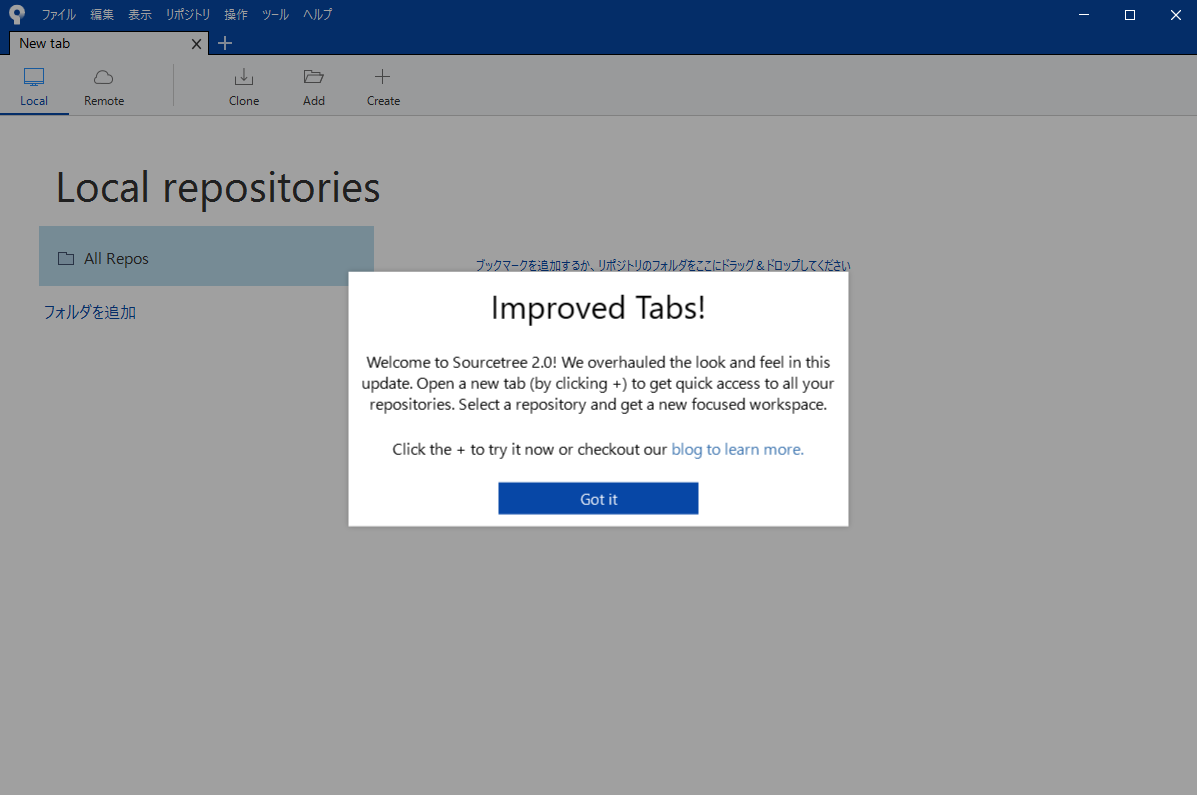 ファイル 編集 表示 リポジトリ 操作 ツール ヘルプ
New tab
Local Remote Clone Add Create
Local repositories
All Repos
ブックマークを追加するか、リポジトリのフォルダをここにドラッグ＆ドロップしてください
フォルダを追加
Improved Tabs!
Welcome to Sourcetree 2.0! We overhauled the look and feel in this
update. Open a new tab (by clicking +) to get quick access to all your
repositories. Select a repository and get a new focused workspace.
Click the + to try it now or checkout our blog to learn more.
Got it